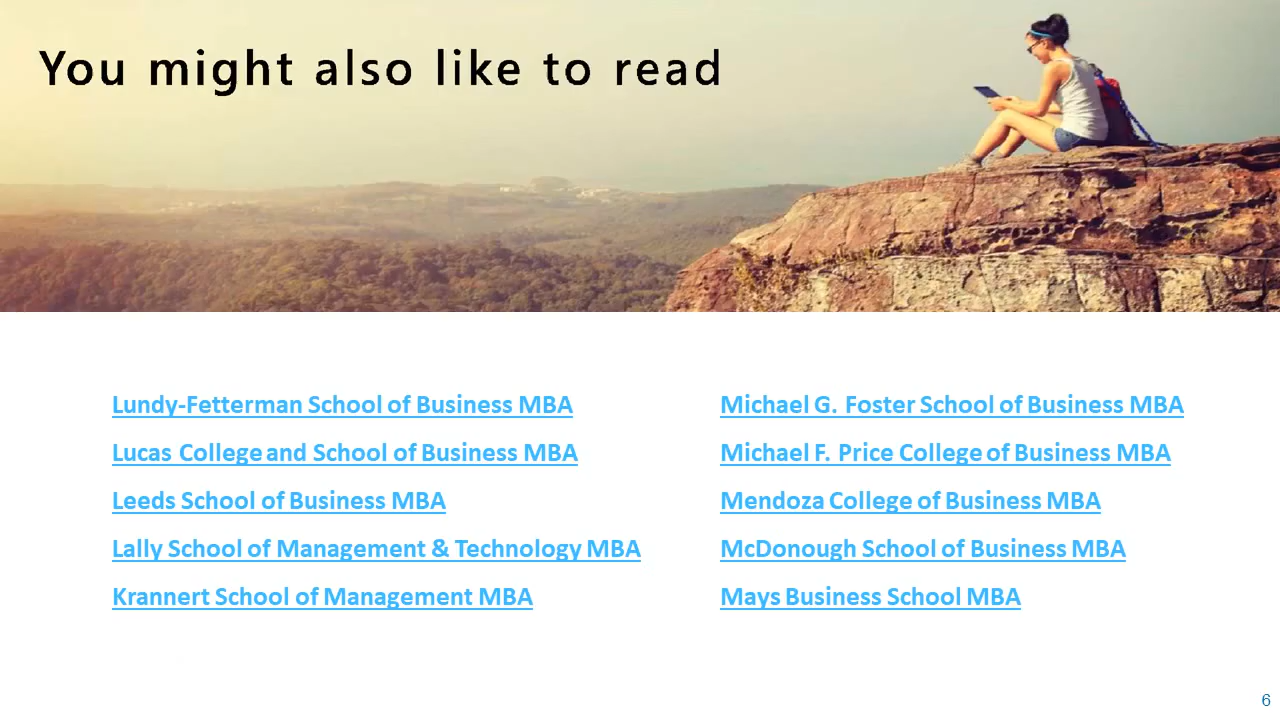 You might also like to read
Lundy-Fetterman School of Business MBA
Lucas College and School of Business MBA
Leeds School of Business MBA
Lally School of Management & Technology MBA
Krannert School of Management MBA
Michael G. Foster School of Business MBA
Michael F. Price College of Business MBA
Mendoza College of Business MBA
McDonough School of Business MBA
Mays Business School MBA
6